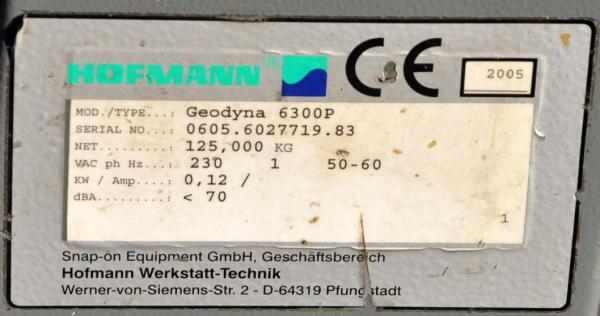 HOFMANN® CE 2005
MOD./TYPE...: Geodyna 6300P
SERIAL NO...: 0605.6027719.83
NET.........: 125,000 KG
VAC ph Hz...: 230 1 50-60
KW / Amp....: 0,12 /
dBA.........: < 70
1
Snap-on Equipment GmbH, Geschäftsbereich
Hofmann Werkstatt-Technik
Werner-von-Siemens-Str. 2 - D-64319 Pfungstadt